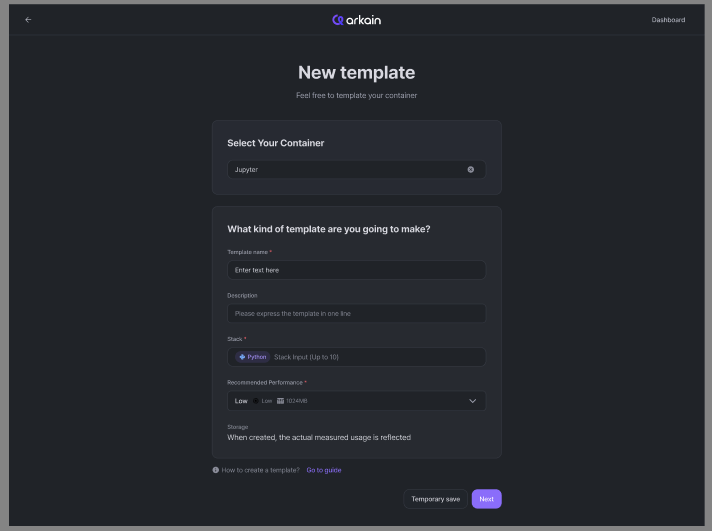 arkain
Dashboard
New template
Feel free to template your container
Select Your Container
Jupyter
What kind of template are you going to make?
Template name *
Enter text here
Description
Please express the template in one line
Stack *
Python Stack Input (Up to 10)
Recommended Performance *
Low Low 1024MB
Storage
When created, the actual measured usage is reflected
How to create a template? Go to guide
Temporary save Next